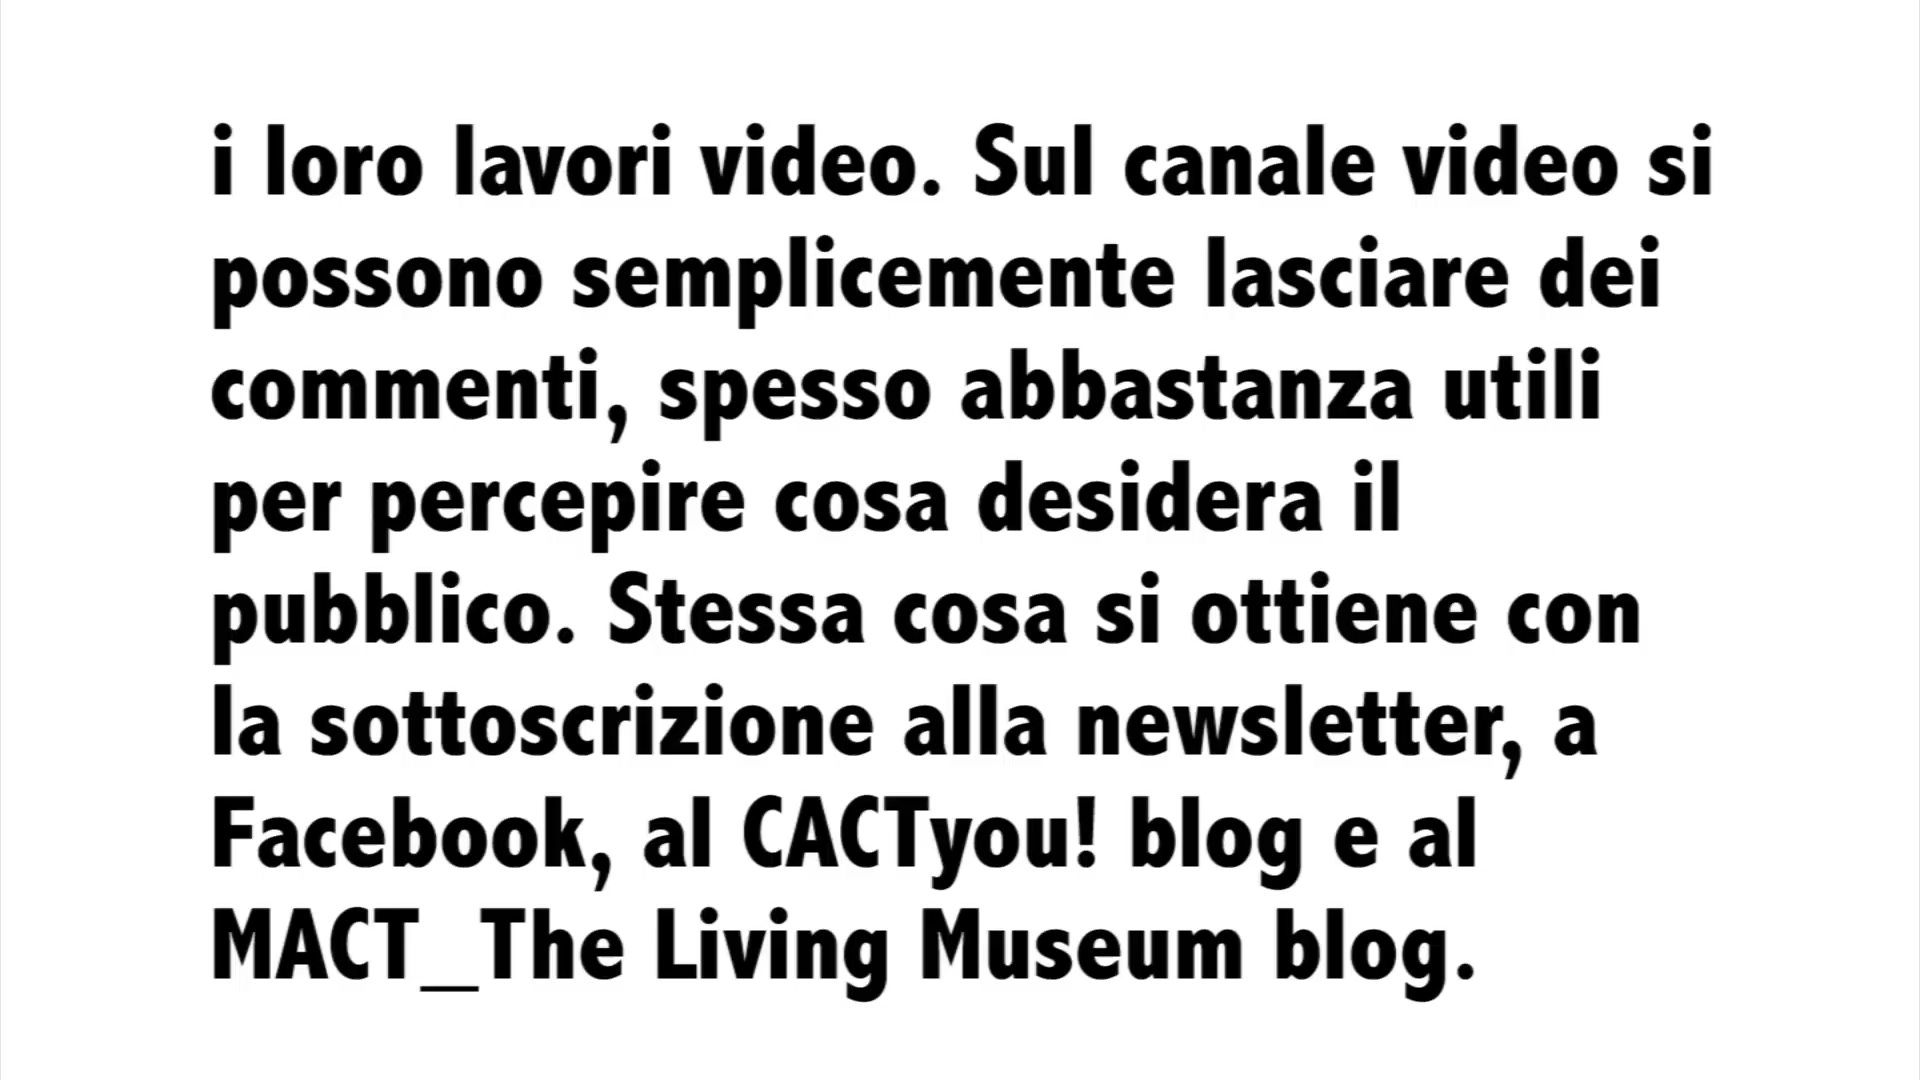 i loro lavori video. Sul canale video si
possono semplicemente lasciare dei
commenti, spesso abbastanza utili
per percepire cosa desidera il
pubblico. Stessa cosa si ottiene con
la sottoscrizione alla newsletter, a
Facebook, al CACTyou! blog e al
MACT_The Living Museum blog.